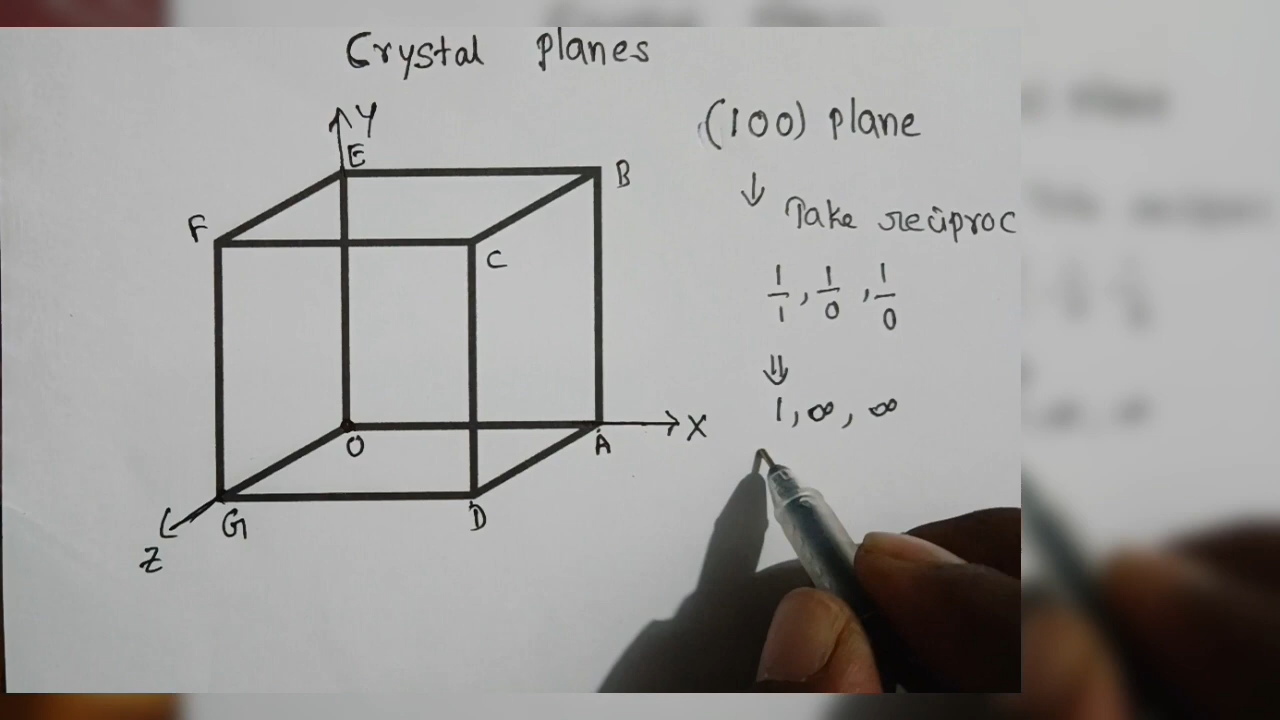 Crystal planes
Y
E
B
F
C
O
A
X
G
D
Z
(100) plane
↓ Take reciproc
1/1, 1/0, 1/0
⇓
1, ∞, ∞